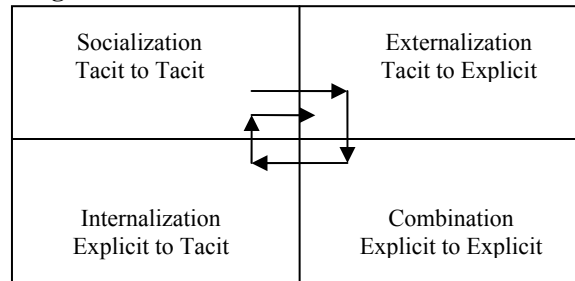 Socialization
Tacit to Tacit
Externalization
Tacit to Explicit
Internalization
Explicit to Tacit
Combination
Explicit to Explicit